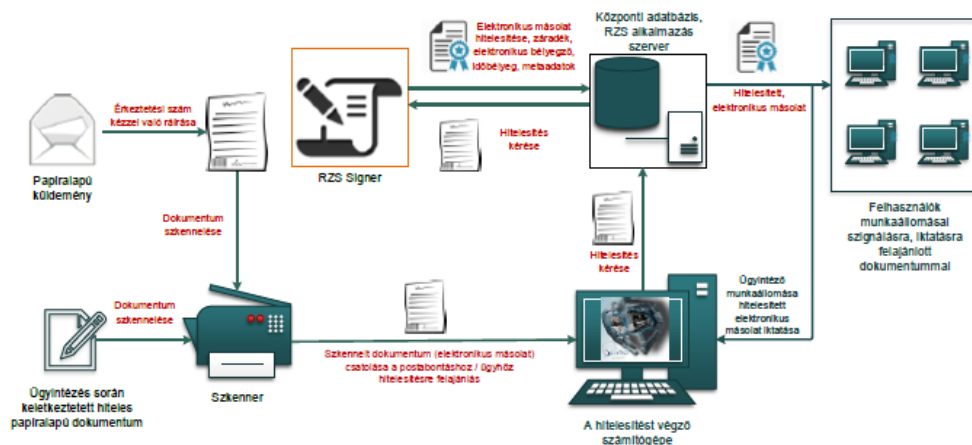 Elektronikus másolat
hitelesítése, záradék,
elektronikus bélyegző,
időbélyeg, metaadatok
Központi adatbázis,
RZS alkalmazás
szerver
Érkeztetési szám
kézzel való ráírása
Hitelesítés
kérése
Hitelesített,
elektronikus másolat
Papíralapú
küldemény
RZS Signer
Dokumentum
szkennelése
Hitelesítés
kérése
Felhasználók
munkaállomásai
szignálásra, iktatásra
felajánlott
dokumentummal
Dokumentum
szkennelése
Ügyintéző
munkaállomása
hitelesített
elektronikus
másolat iktatása
Szkennelt dokumentum (elektronikus másolat)
csatolása a postabontáshoz / ügyhöz
hitelesítésre felajánlás
Ügyintézés során
keletkeztetett hiteles
papíralapú dokumentum
Szkenner
A hitelesítést végző
számítógépe